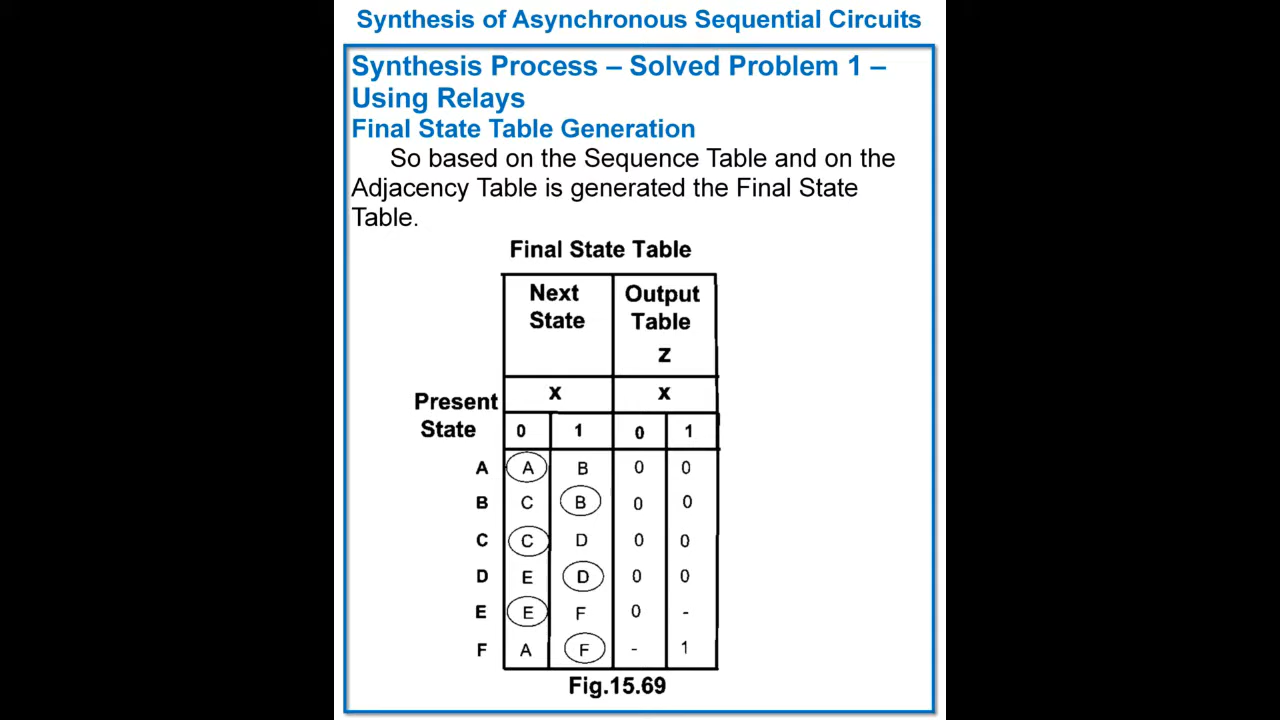 Synthesis of Asynchronous Sequential Circuits
Synthesis Process – Solved Problem 1 –
Using Relays
Final State Table Generation
So based on the Sequence Table and on the
Adjacency Table is generated the Final State
Table.
Final State Table
Next Output
State Table
z
x x
Present
State 0 1 0 1
A A B 0 0
B C B 0 0
C C D 0 0
D E D 0 0
E E F 0 -
F A F - 1
Fig.15.69